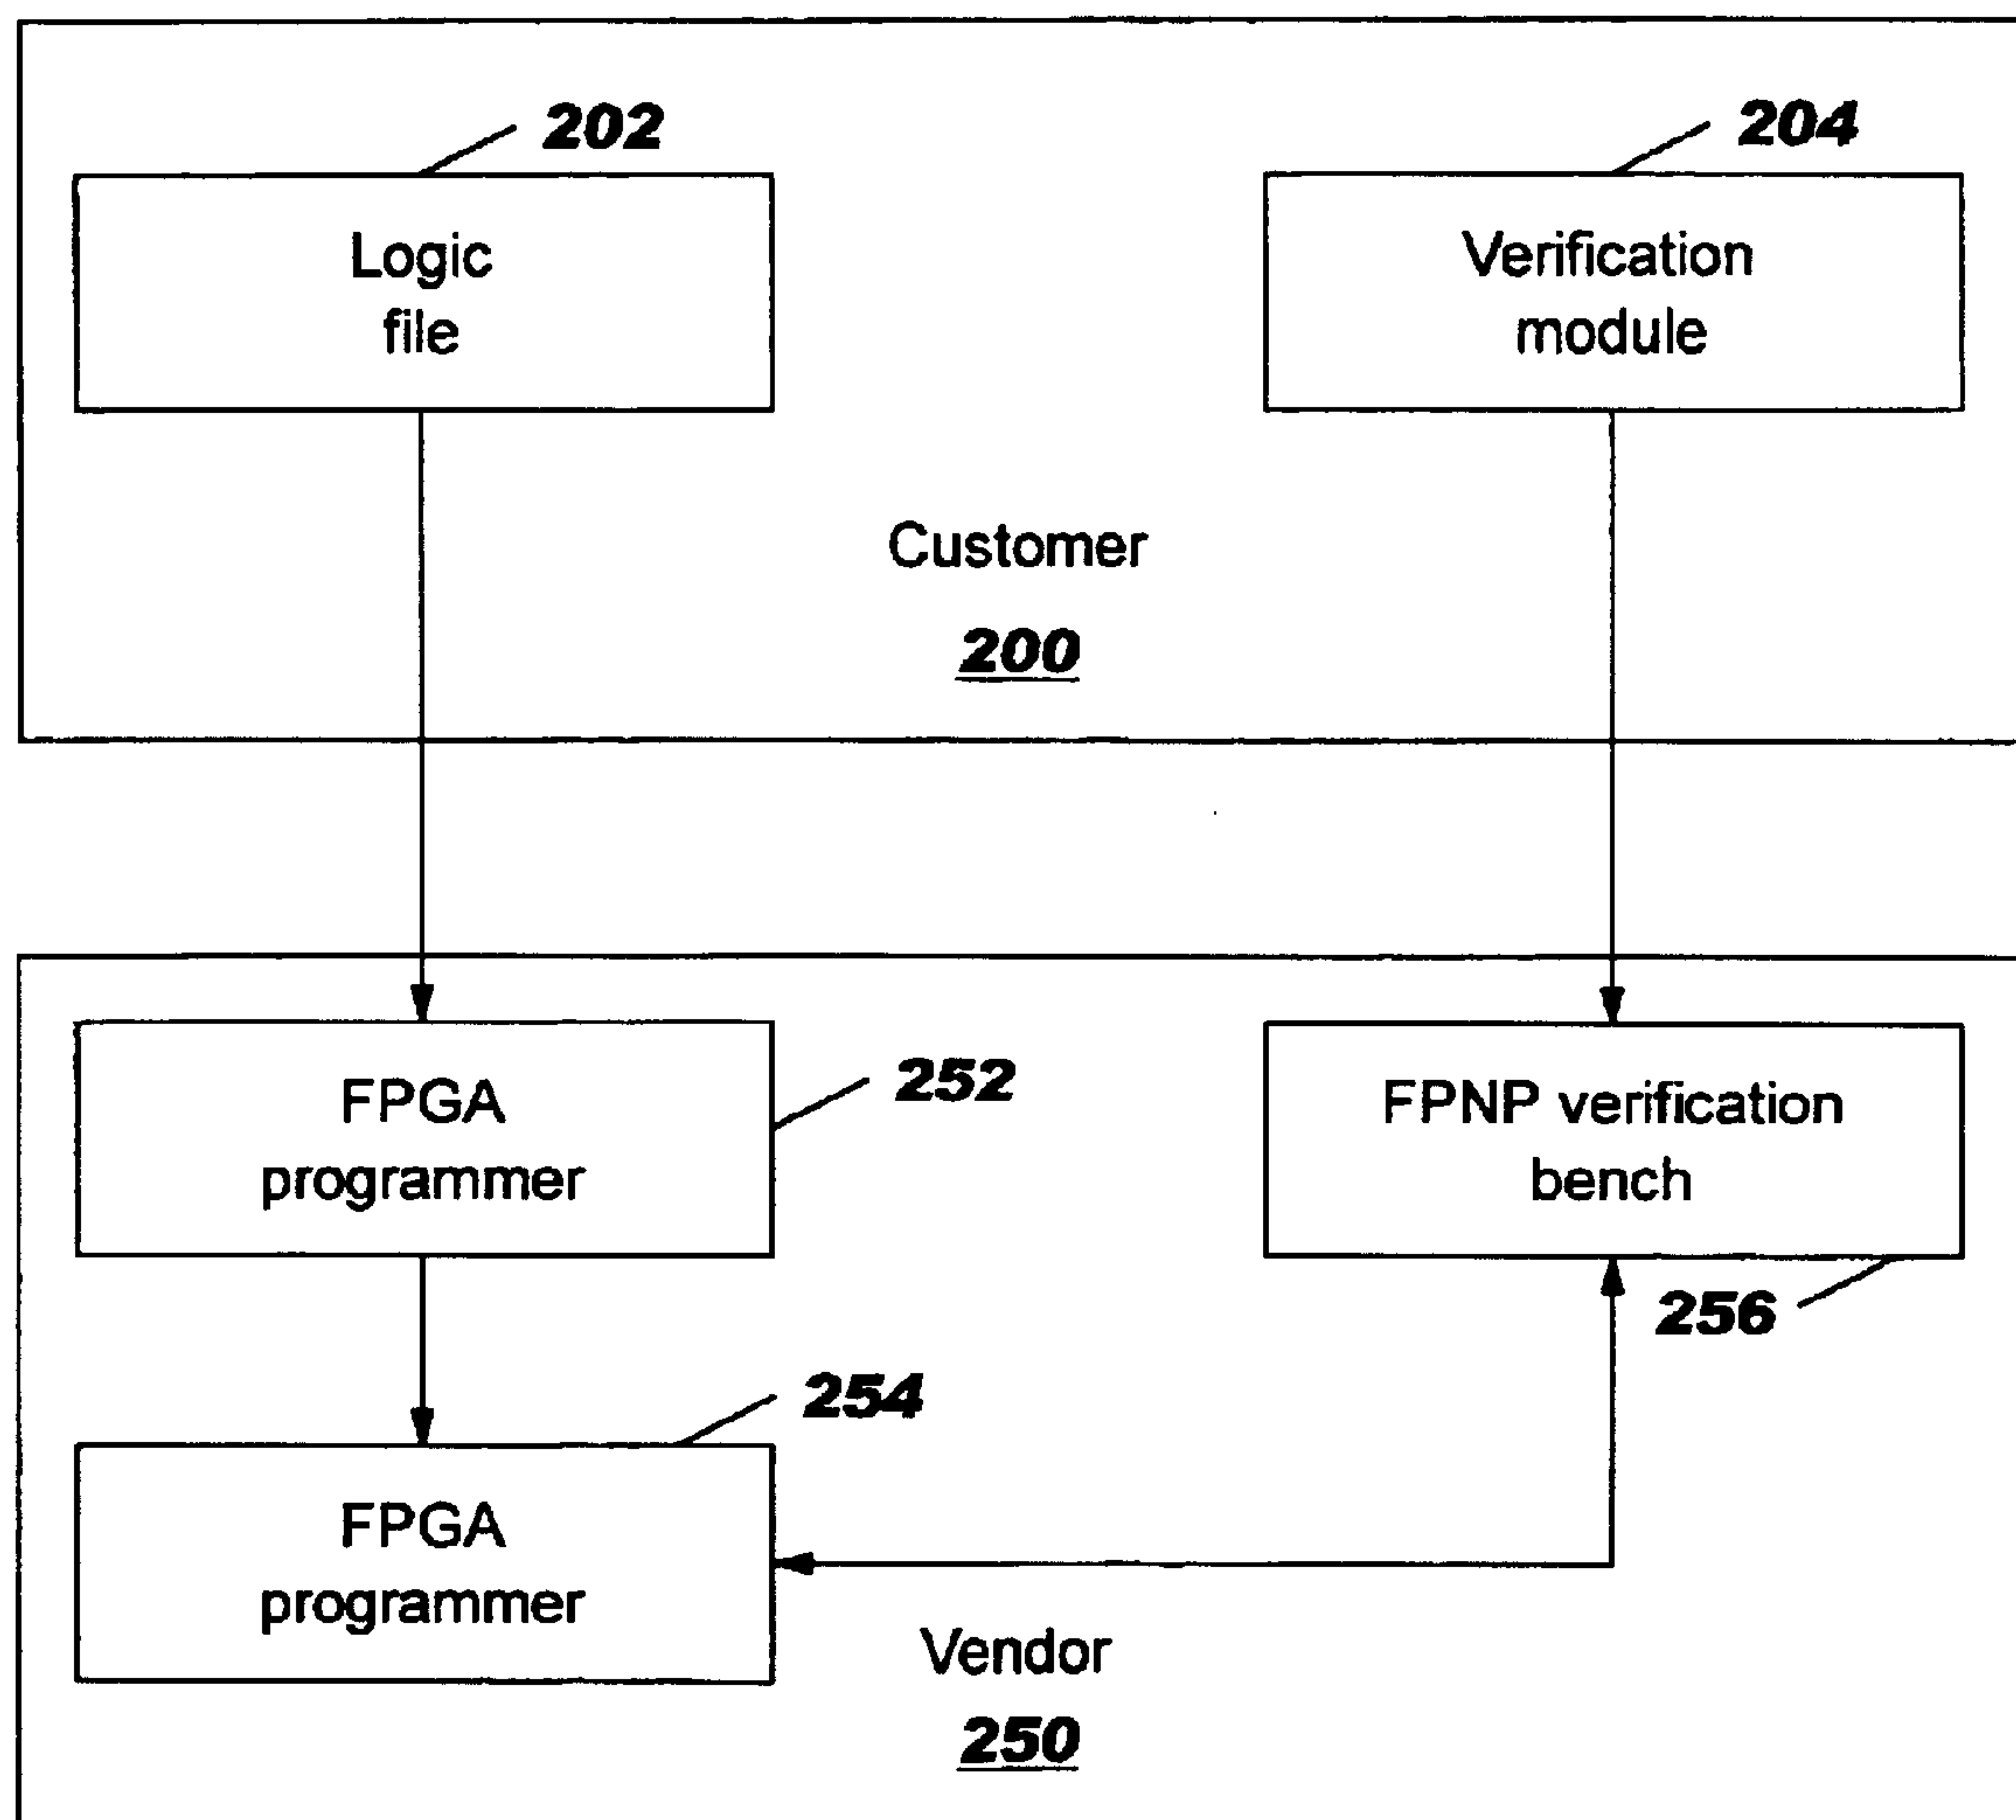 202
204
Logic
file
Verification
module
Customer
200
FPGA
programmer
252
FPNP verification
bench
256
254
FPGA
programmer
Vendor
250